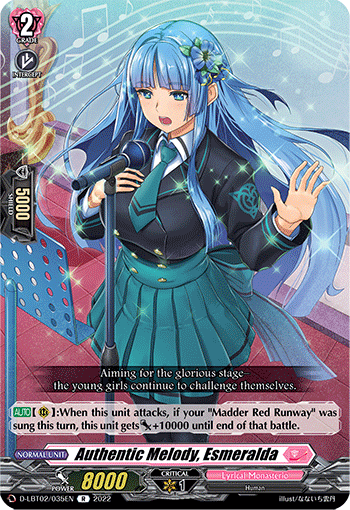 2
GRADE
INTERCEPT
5000
SHIELD
Aiming for the glorious stage–
the young girls continue to challenge themselves.
AUTO【R】:When this unit attacks, if your "Madder Red Runway" was
sung this turn, this unit gets +10000 until end of that battle.
NORMAL UNIT
Authentic Melody, Esmeralda
POWER 8000
CRITICAL
1
Lyrical Monasterio
Human
D-LBT02/035EN R 2022
illust/なないち雲丹